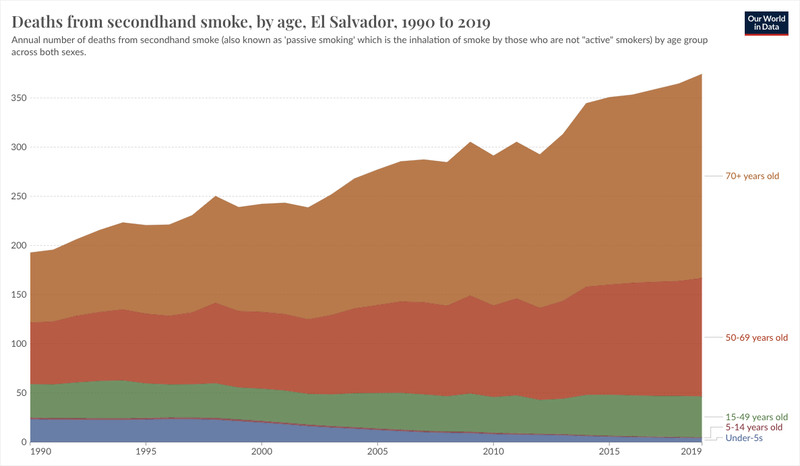 Deaths from secondhand smoke, by age, El Salvador, 1990 to 2019
Our World
in Data
Annual number of deaths from secondhand smoke (also known as 'passive smoking' which is the inhalation of smoke by those who are not "active" smokers) by age group
across both sexes.
350
300
250
200
150
100
50
0
70+ years old
50-69 years old
15-49 years old
5-14 years old
Under-5s
1990
1995
2000
2005
2010
2015
2019